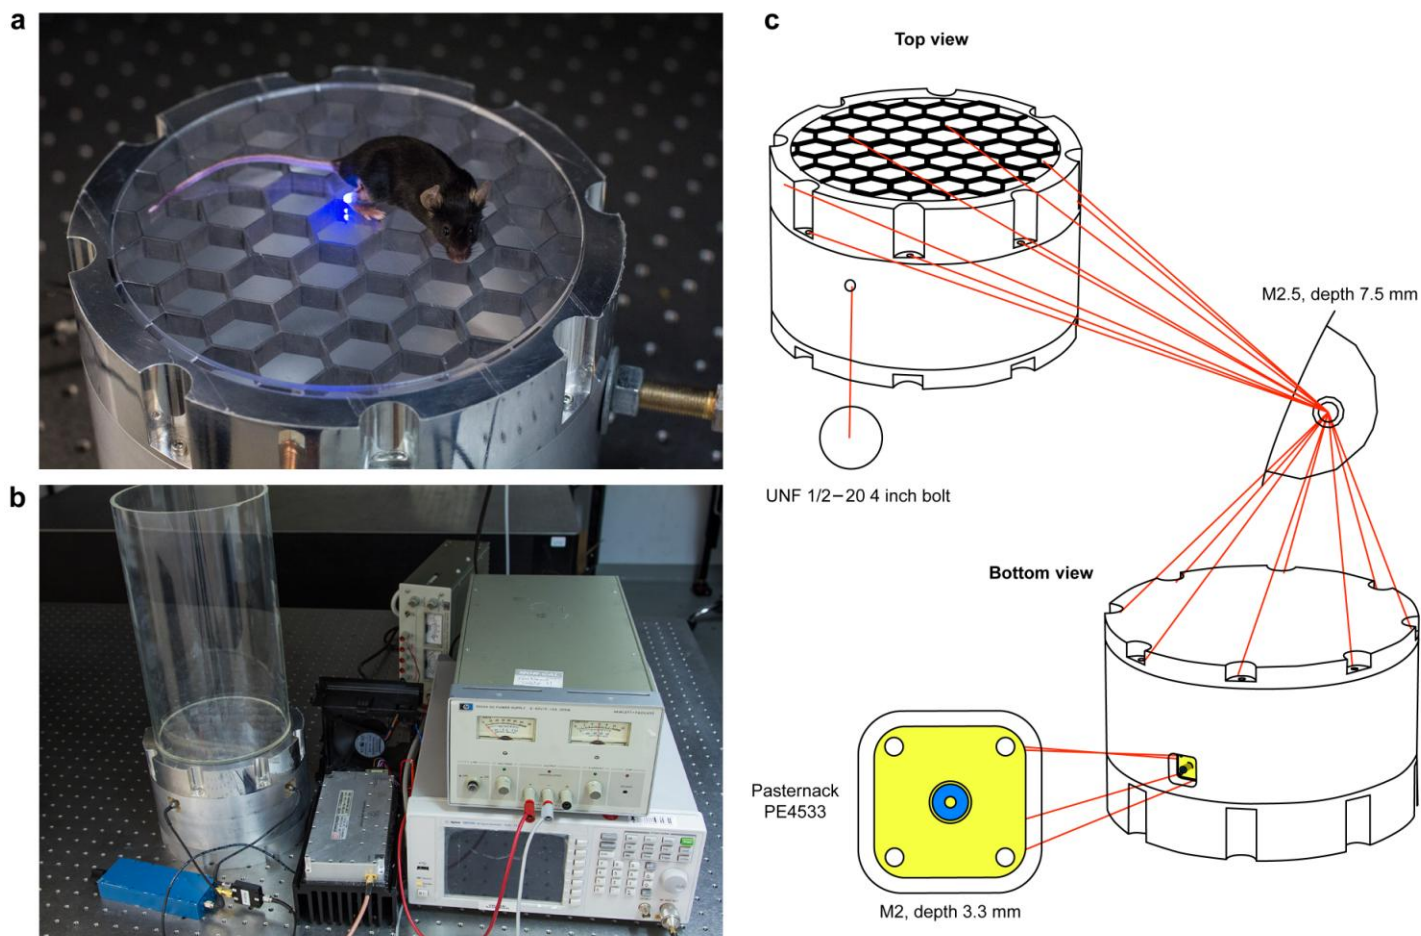 a
b
c
Top view
M2.5, depth 7.5 mm
UNF 1/2–20 4 inch bolt
Bottom view
Pasternack
PE4533
M2, depth 3.3 mm